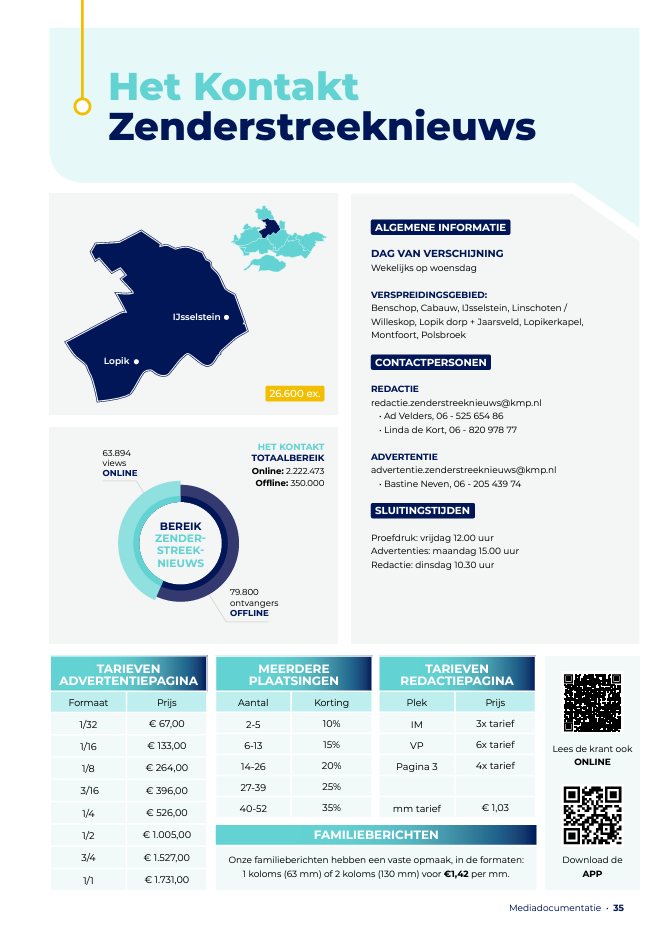 Het Kontakt
Zenderstreeknieuws
IJsselstein
Lopik
26.600 ex.
63.894
views
ONLINE
HET KONTAKT
TOTAALBEREIK
Online: 2.222.473
Offline: 350.000
BEREIK
ZENDER-
STREEK-
NIEUWS
79.800
ontvangers
OFFLINE
ALGEMENE INFORMATIE
DAG VAN VERSCHIJNING
Wekelijks op woensdag
VERSPREIDINGSGEBIED:
Benschop, Cabauw, IJsselstein, Linschoten /
Willeskop, Lopik dorp + Jaarsveld, Lopikerkapel,
Montfoort, Polsbroek
CONTACTPERSONEN
REDACTIE
redactie.zenderstreeknieuws@kmp.nl
• Ad Velders, 06 - 525 654 86
• Linda de Kort, 06 - 820 978 77
ADVERTENTIE
advertentie.zenderstreeknieuws@kmp.nl
• Bastine Neven, 06 - 205 439 74
SLUITINGSTIJDEN
Proefdruk: vrijdag 12.00 uur
Advertenties: maandag 15.00 uur
Redactie: dinsdag 10.30 uur
TARIEVEN
ADVERTENTIEPAGINA
Formaat Prijs
1/32 € 67,00
1/16 € 133,00
1/8 € 264,00
3/16 € 396,00
1/4 € 526,00
1/2 € 1.005,00
3/4 € 1.527,00
1/1 € 1.731,00
MEERDERE
PLAATSINGEN
Aantal Korting
2-5 10%
6-13 15%
14-26 20%
27-39 25%
40-52 35%
TARIEVEN
REDACTIEPAGINA
Plek Prijs
IM 3x tarief
VP 6x tarief
Pagina 3 4x tarief
mm tarief € 1,03
FAMILIEBERICHTEN
Onze familieberichten hebben een vaste opmaak, in de formaten:
1 koloms (63 mm) of 2 koloms (130 mm) voor €1,42 per mm.
Lees de krant ook
ONLINE
Download de
APP
Mediadocumentatie • 35